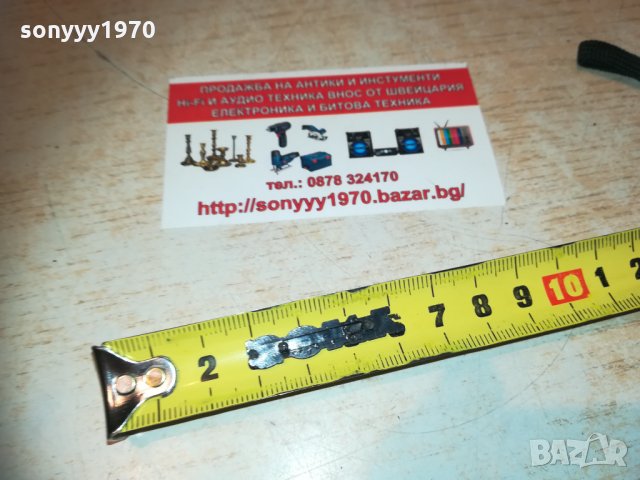 sonyyy1970
ПРОДАЖБА НА АНТИКИ И ИНСТУМЕНТИ
Hi-Fi И АУДИО ТЕХНИКА ВНОС ОТ ШВЕЙЦАРИЯ
ЕЛЕКТРОНИКА И БИТОВА ТЕХНИКА
тел.: 0878 324170
http://sonyyy1970.bazar.bg/
2 7 8 9 10 1 2
BAZAR.bg